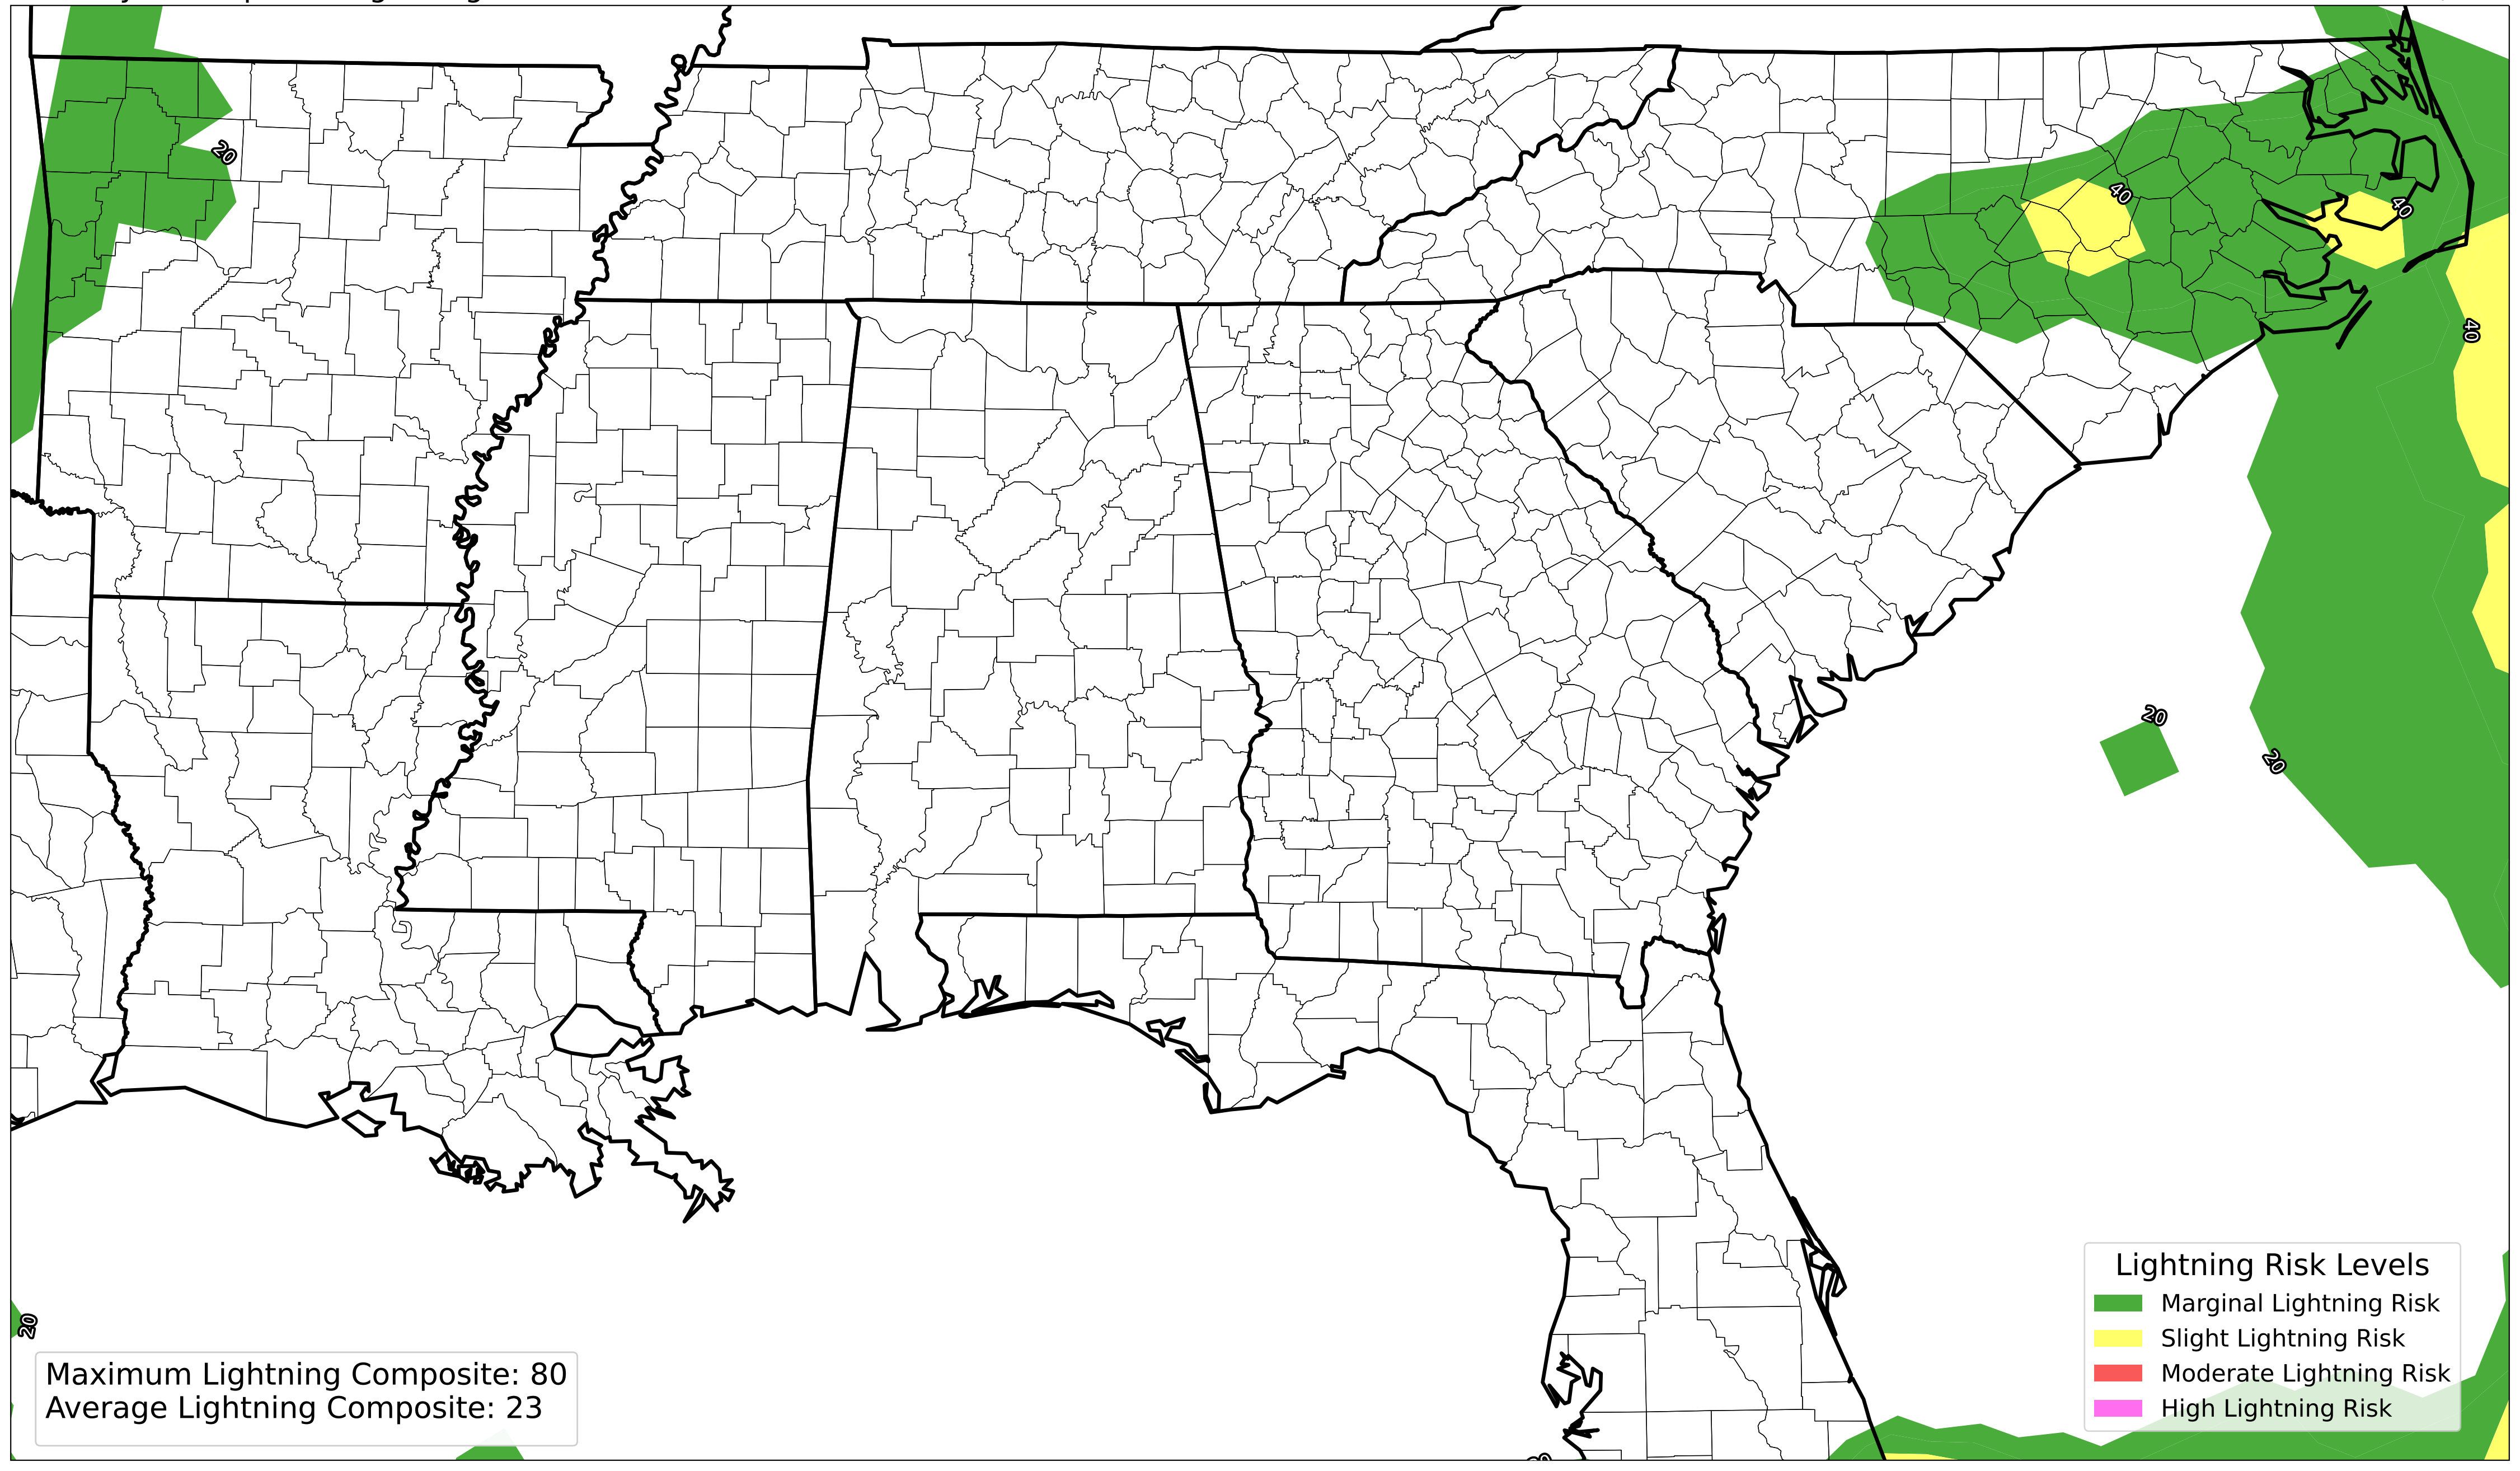 20
40
40
40
20
20
20
Lightning Risk Levels
Marginal Lightning Risk
Slight Lightning Risk
Moderate Lightning Risk
High Lightning Risk
Maximum Lightning Composite: 80
Average Lightning Composite: 23